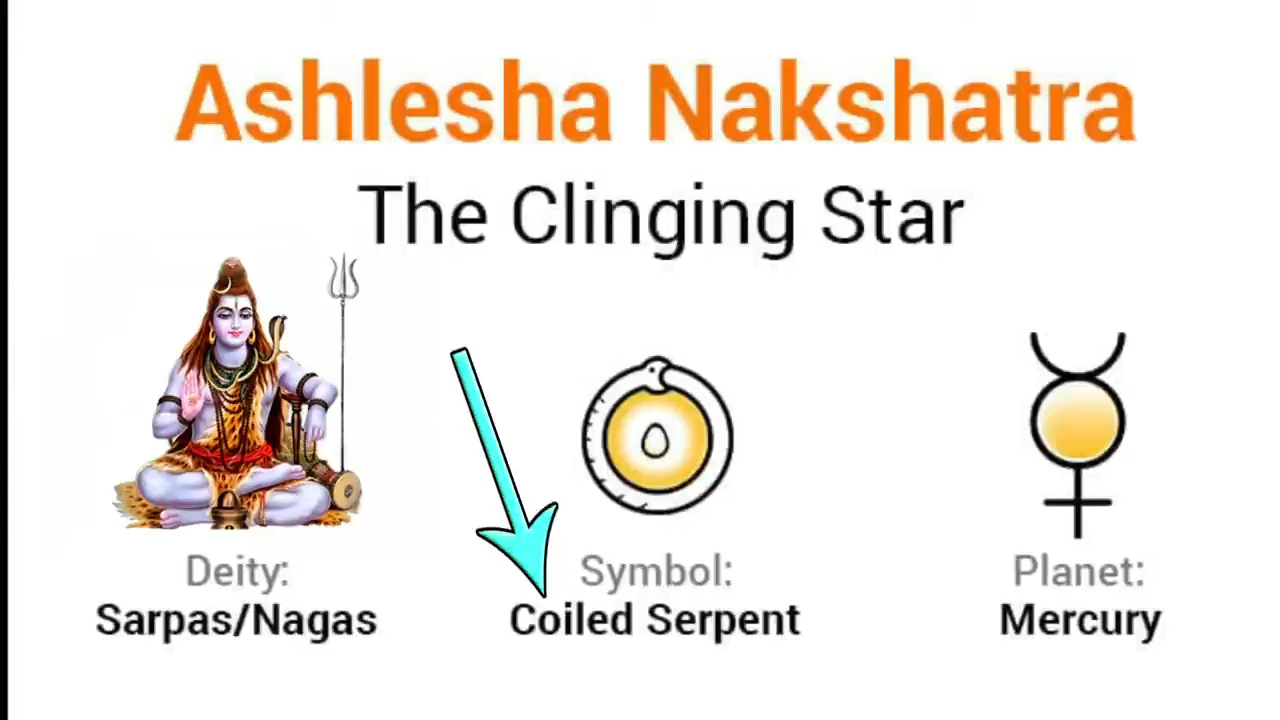 Ashlesha Nakshatra
The Clinging Star
Deity:
Sarpas/Nagas
Symbol:
Coiled Serpent
Planet:
Mercury